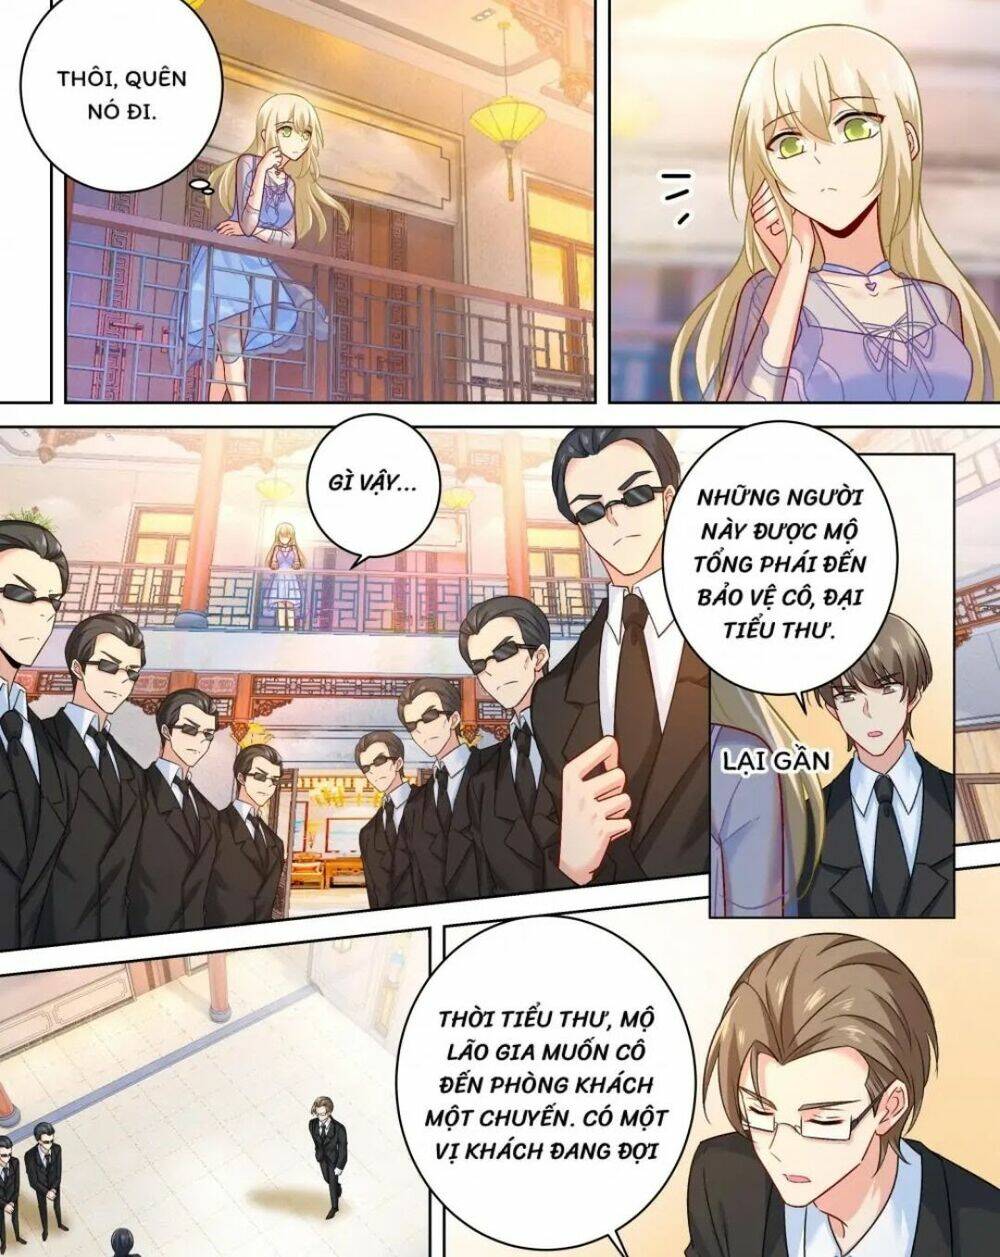 THÔI, QUÊN
NÓ ĐI.
GÌ VẬY...
NHỮNG NGƯỜI
NÀY ĐƯỢC MỘ
TỔNG PHÁI ĐẾN
BẢO VỆ CÔ, ĐẠI
TIỂU THƯ.
LẠI GẦN
THỜI TIỂU THƯ, MỘ
LÃO GIA MUỐN CÔ
ĐẾN PHÒNG KHÁCH
MỘT CHUYẾN. CÓ MỘT
VỊ KHÁCH ĐANG ĐỢI